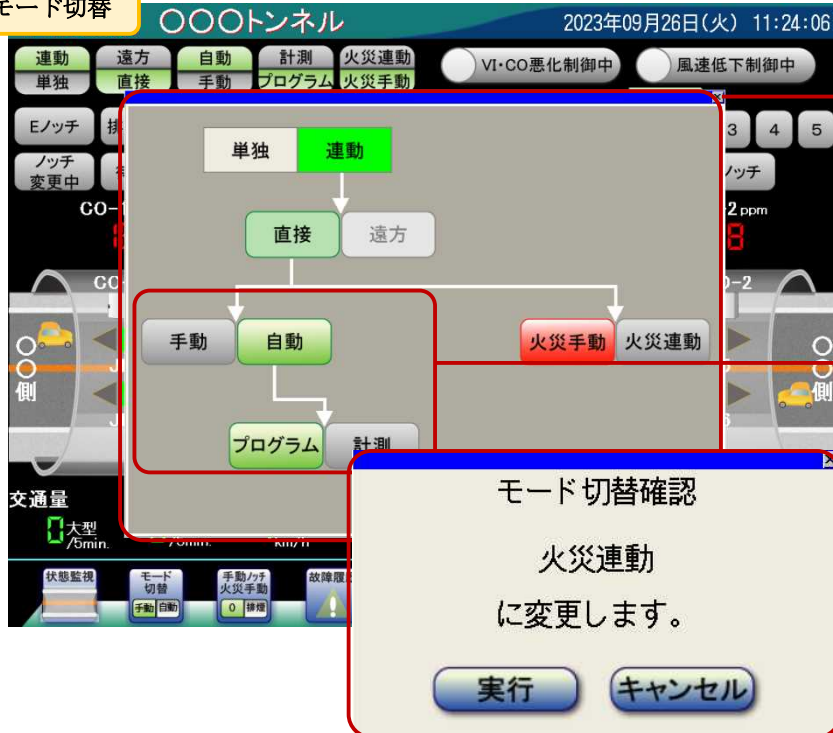 モード切替
○○○トンネル 2023年09月26日(火) 11:24:06
連動 遠方 自動 計測 火災連動 VI・CO悪化制御中 風速低下制御中
単独 直接 手動 プログラム 火災手動
Eノッチ 3 4 5
ノッチ
変更中 ノッチ
単独 連動
直接 遠方
手動 自動 火災手動 火災連動
プログラム 計測
○○側 ○○側
交通量
0 大型
/5min. /5min. km/h
状態監視 モード 手動ノッチ 故障履
切替 火災手動
手動 自動 0 排煙
モード切替確認
火災連動
に変更します。
実行 キャンセル